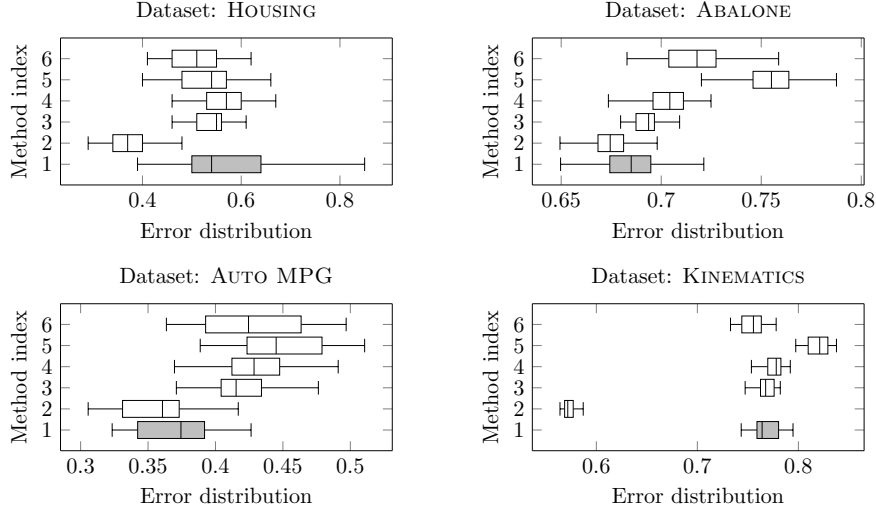 Dataset: HOUSING
Method index
6
5
4
3
2
1
0.4 0.6 0.8
Error distribution
Dataset: ABALONE
Method index
6
5
4
3
2
1
0.65 0.7 0.75 0.8
Error distribution
Dataset: AUTO MPG
Method index
6
5
4
3
2
1
0.3 0.35 0.4 0.45 0.5
Error distribution
Dataset: KINEMATICS
Method index
6
5
4
3
2
1
0.6 0.7 0.8
Error distribution